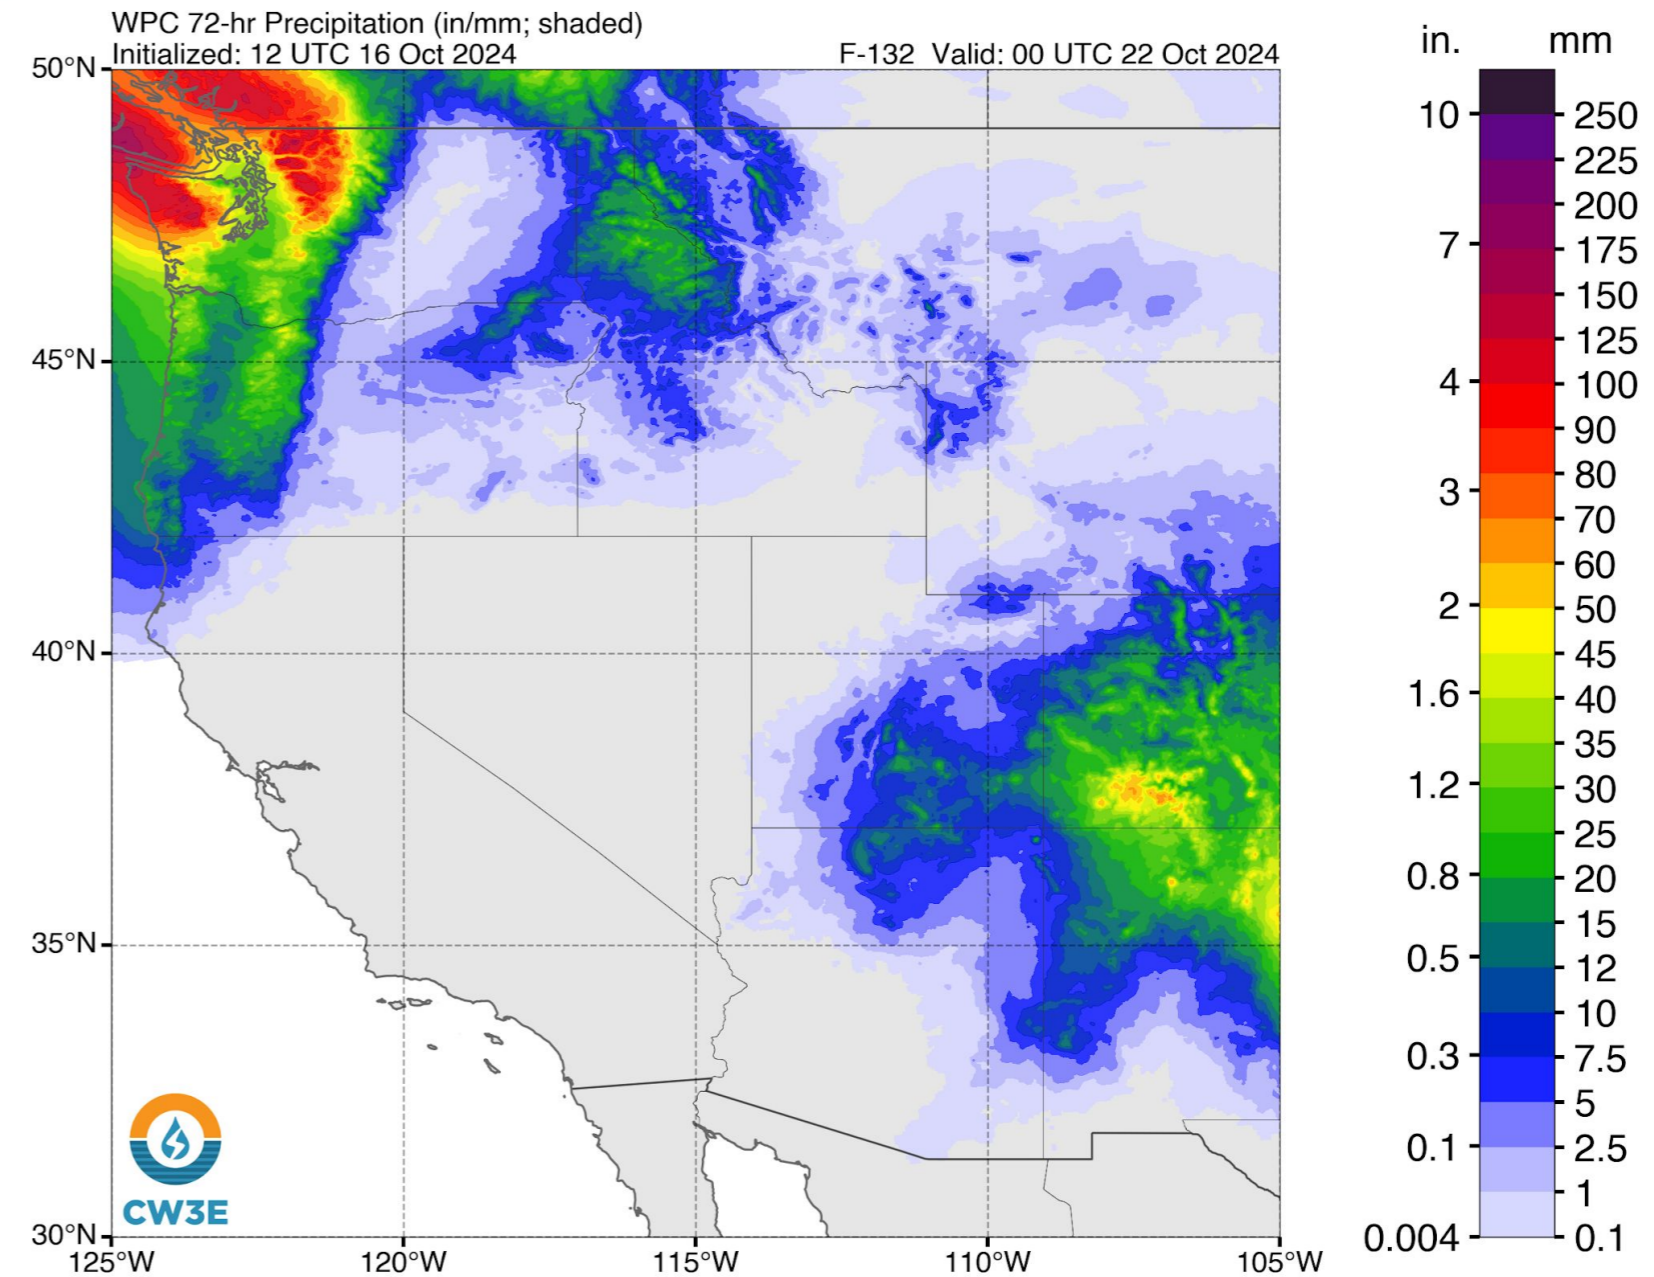 WPC 72-hr Precipitation (in/mm; shaded)
Initialized: 12 UTC 16 Oct 2024
F-132 Valid: 00 UTC 22 Oct 2024
in.
mm
50°N
45°N
40°N
35°N
30°N
125°W
120°W
115°W
110°W
105°W
10
7
4
3
2
1.6
1.2
0.8
0.5
0.3
0.1
0.004
250
225
200
175
150
125
100
90
80
70
60
50
45
40
35
30
25
20
15
12
10
7.5
5
2.5
1
0.1
CW3E